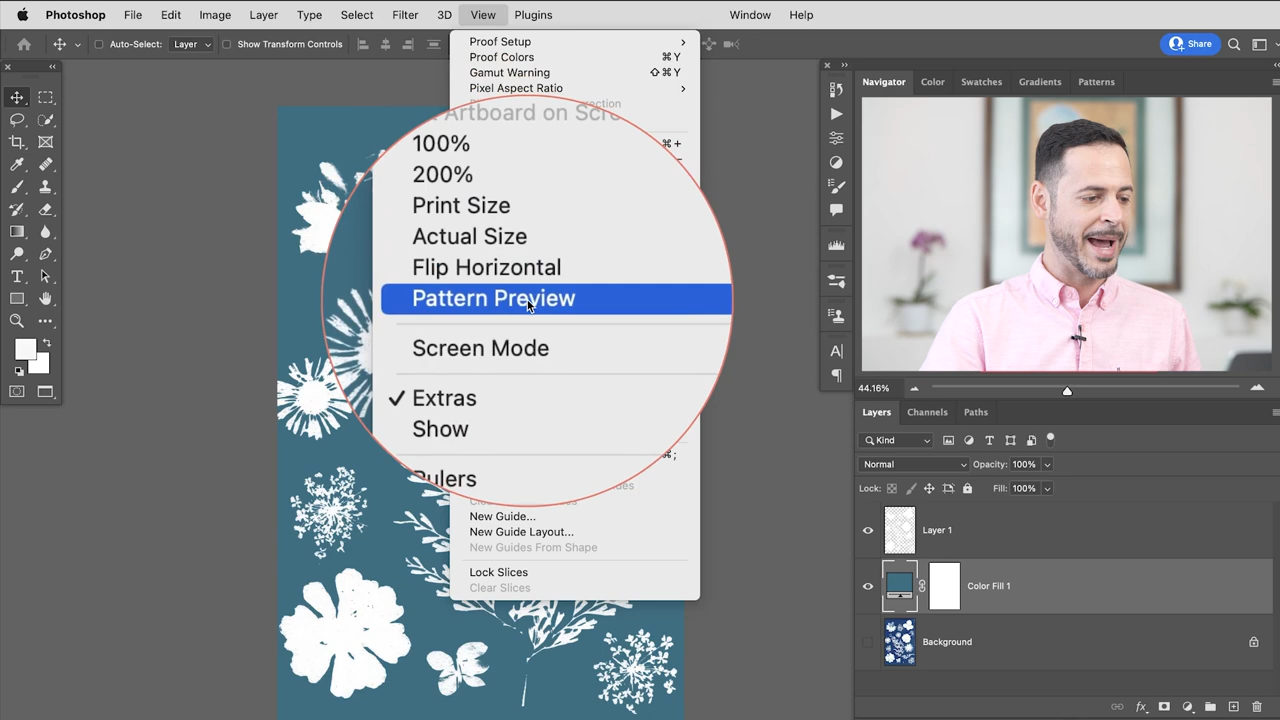 Photoshop File Edit Image Layer Type Select Filter 3D View Plugins Window Help
Auto-Select: Layer Show Transform Controls
Share
Proof Setup
Proof Colors ⌘Y
Gamut Warning ⇧⌘Y
Pixel Aspect Ratio
Artboard on Scre
100%
⌘+
200%
Print Size
Actual Size
Flip Horizontal
Pattern Preview
Screen Mode
✓ Extras
Show
Rulers
New Guide...
New Guide Layout...
New Guides From Shape
Lock Slices
Clear Slices
Navigator Color Swatches Gradients Patterns
44.16%
Layers Channels Paths
Kind
Normal Opacity: 100%
Lock: Fill: 100%
Layer 1
Color Fill 1
Background